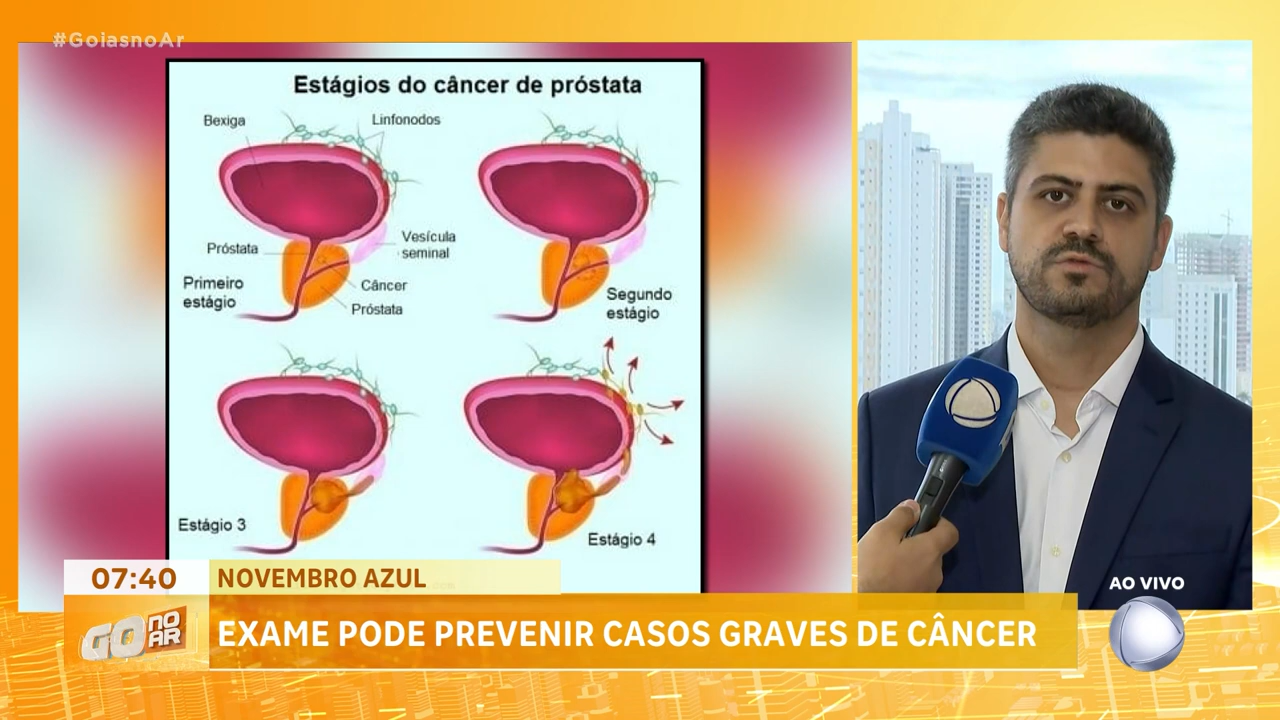 #GoiasnoAr
Estágios do câncer de próstata
Bexiga
Linfonodos
Próstata
Vesícula
seminal
Primeiro
estágio
Câncer
Próstata
Segundo
estágio
Estágio 3
Estágio 4
07:40
NOVEMBRO AZUL
AO VIVO
GO NO
AR
EXAME PODE PREVENIR CASOS GRAVES DE CÂNCER